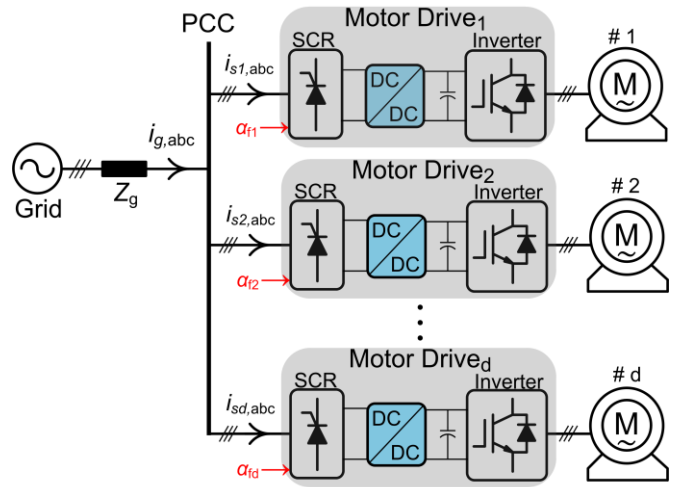 PCC
Motor Drive1
# 1
SCR
Inverter
is1,abc
DC
DC
M
~
αf1
ig,abc
Grid
Zg
Motor Drive2
# 2
SCR
Inverter
is2,abc
DC
DC
M
~
αf2
Motor Drived
# d
SCR
Inverter
isd,abc
DC
DC
M
~
αfd